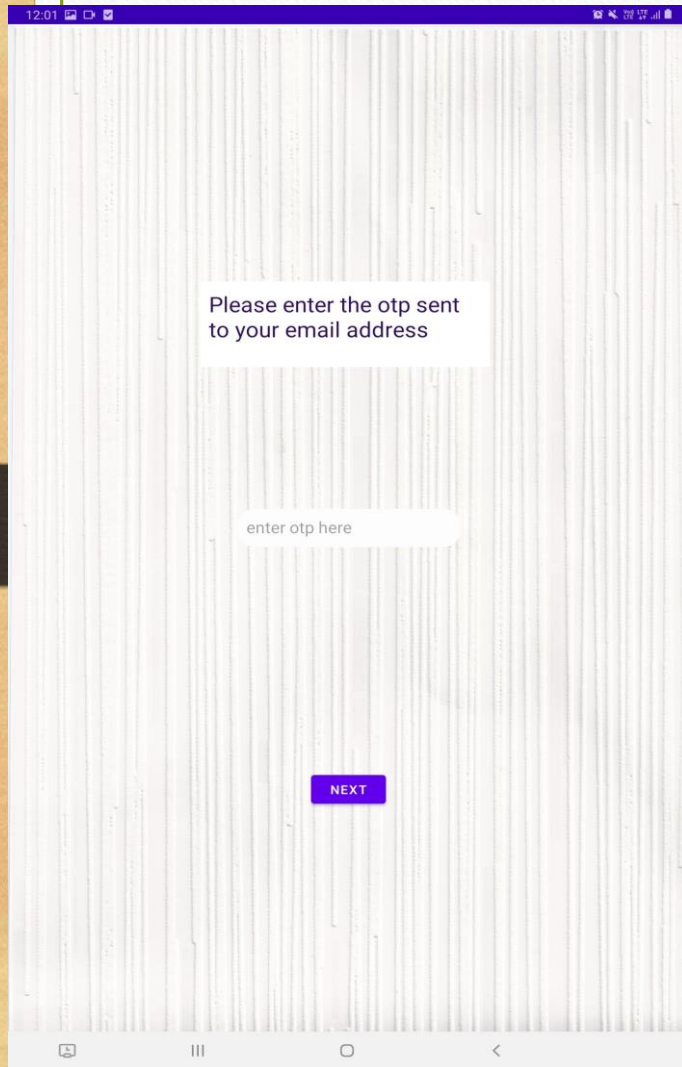 12:01
Please enter the otp sent
to your email address
enter otp here
NEXT